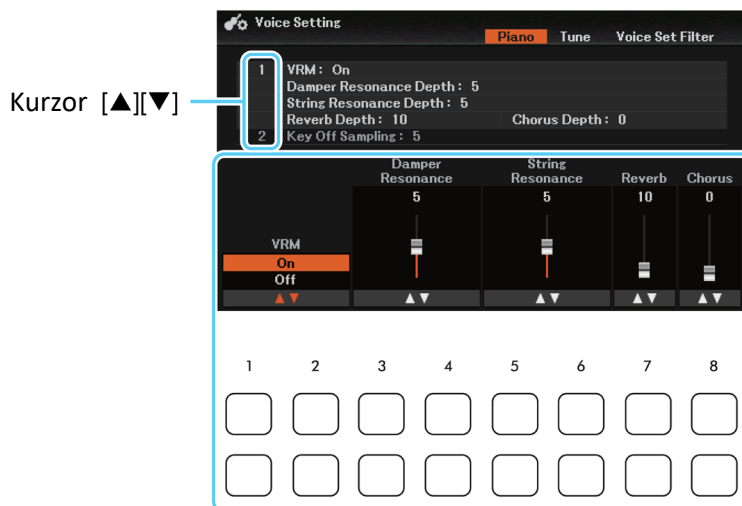 Voice Setting
Piano Tune Voice Set Filter
1 VRM: On
Damper Resonance Depth: 5
String Resonance Depth: 5
Reverb Depth: 10 Chorus Depth: 0
2 Key Off Sampling: 5
Kurzor [▲][▼]
Damper Resonance
String Resonance
Reverb Chorus
5 5 10 0
VRM
On
Off
▲▼ ▲▼ ▲▼ ▲▼ ▲▼
1 2 3 4 5 6 7 8